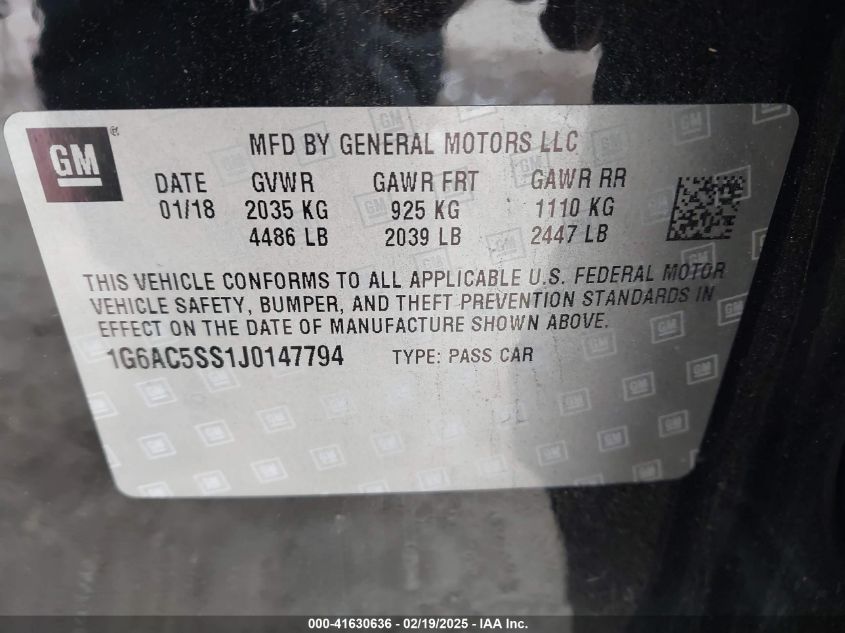 GM ®
MFD BY GENERAL MOTORS LLC
DATE GVWR GAWR FRT GAWR RR
01/18 2035 KG 925 KG 1110 KG
4486 LB 2039 LB 2447 LB
THIS VEHICLE CONFORMS TO ALL APPLICABLE U.S. FEDERAL MOTOR
VEHICLE SAFETY, BUMPER, AND THEFT PREVENTION STANDARDS IN
EFFECT ON THE DATE OF MANUFACTURE SHOWN ABOVE.
1G6AC5SS1J0147794 TYPE: PASS CAR
000-41630636 - 02/19/2025 - © IAA Inc.